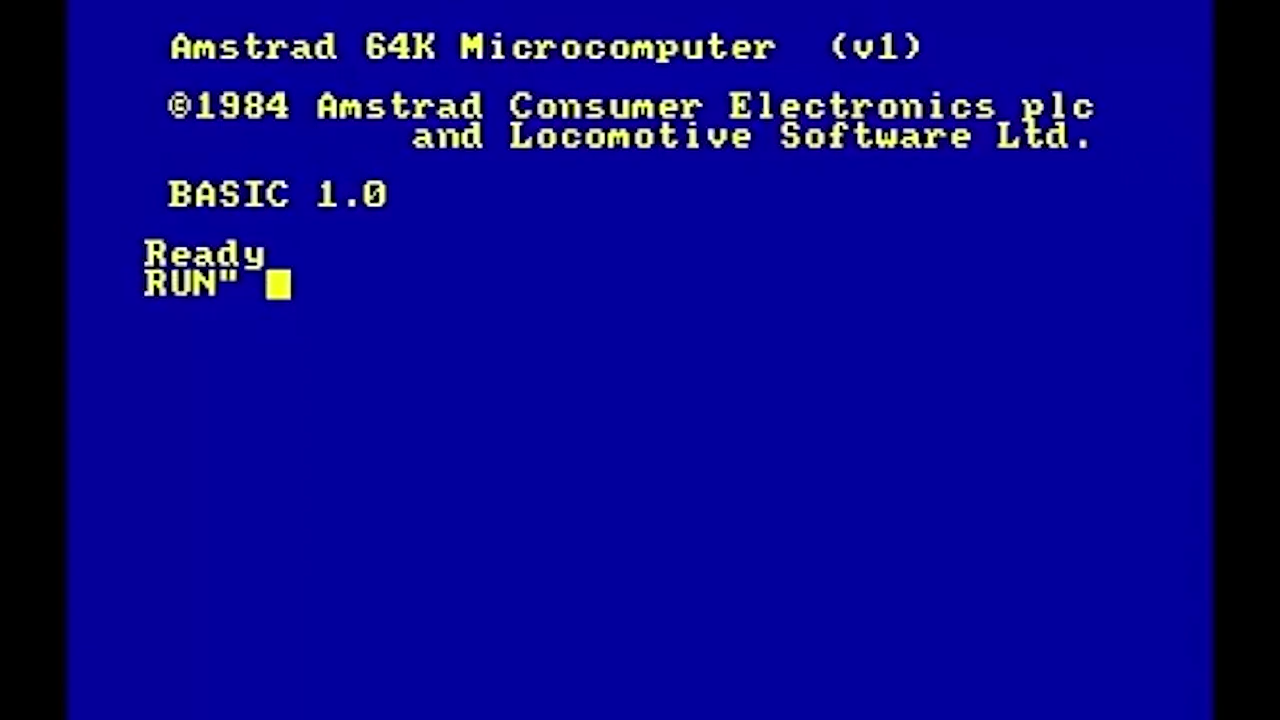 Amstrad 64K Microcomputer (v1)
©1984 Amstrad Consumer Electronics plc
and Locomotive Software Ltd.
BASIC 1.0
Ready
RUN"